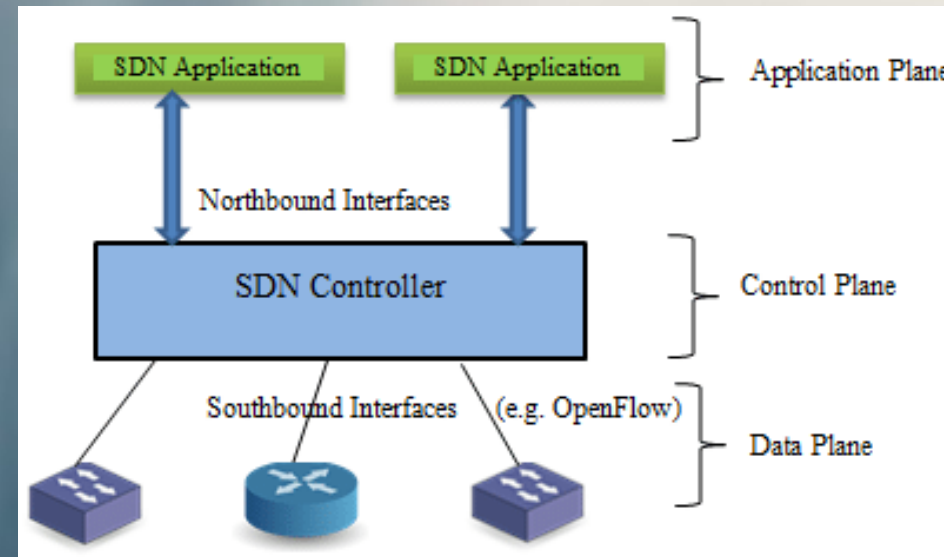 SDN Application
SDN Application
Application Plane
Northbound Interfaces
SDN Controller
Control Plane
Southbound Interfaces (e.g. OpenFlow)
Data Plane